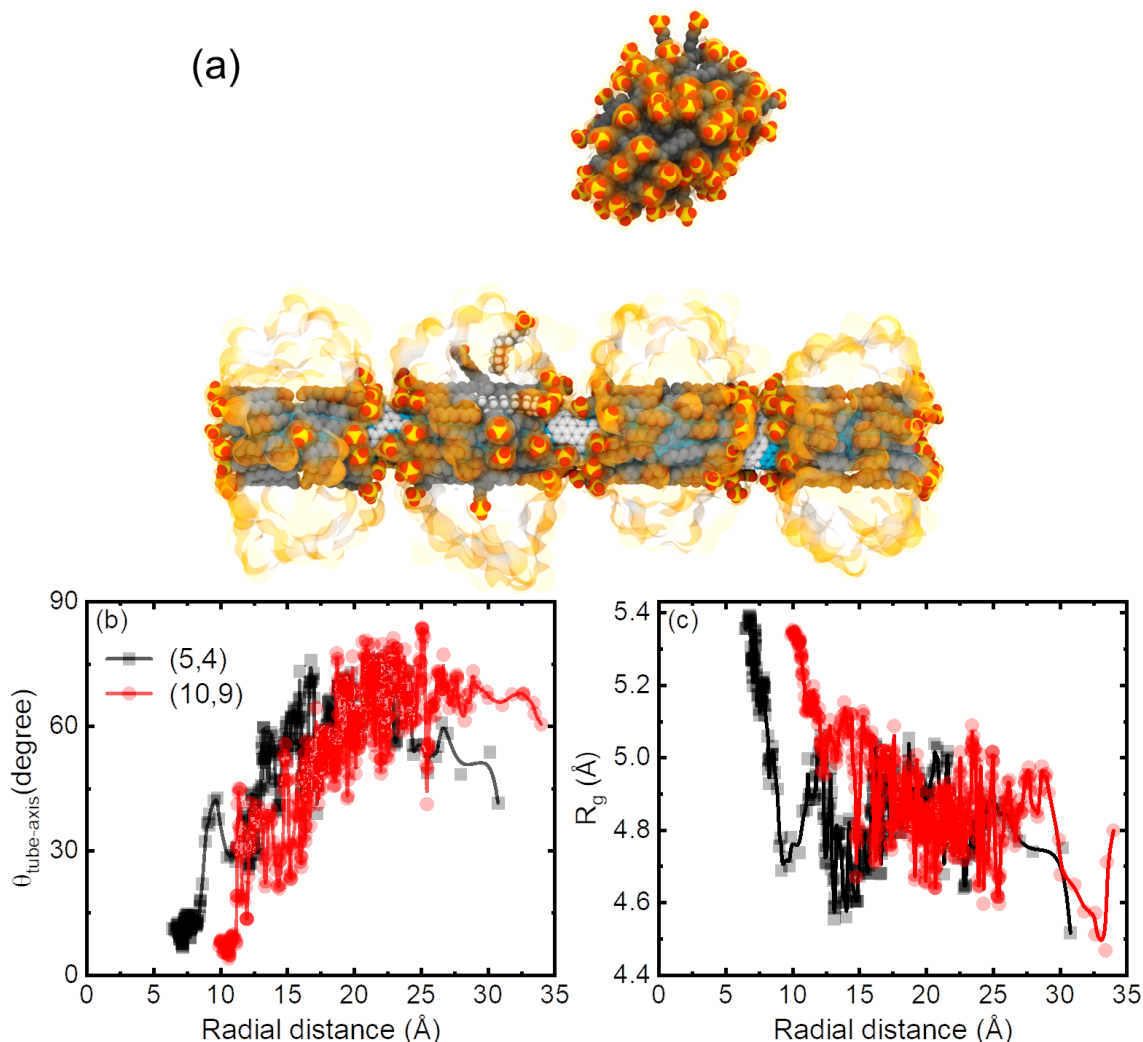 (a)
(b)
(5,4)
(10,9)
θtube-axis(degree)
90
60
30
0
0 5 10 15 20 25 30 35
Radial distance (Å)
(c)
Rg (Å)
5.4
5.2
5.0
4.8
4.6
4.4
0 5 10 15 20 25 30 35
Radial distance (Å)